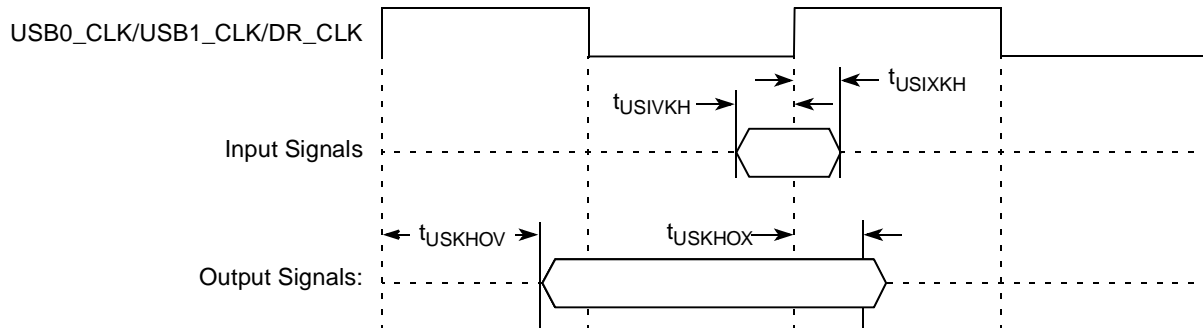 USB0_CLK/USB1_CLK/DR_CLK
tUSIXKH
tUSIVKH
Input Signals
tUSKHOV
tUSKHOX
Output Signals: